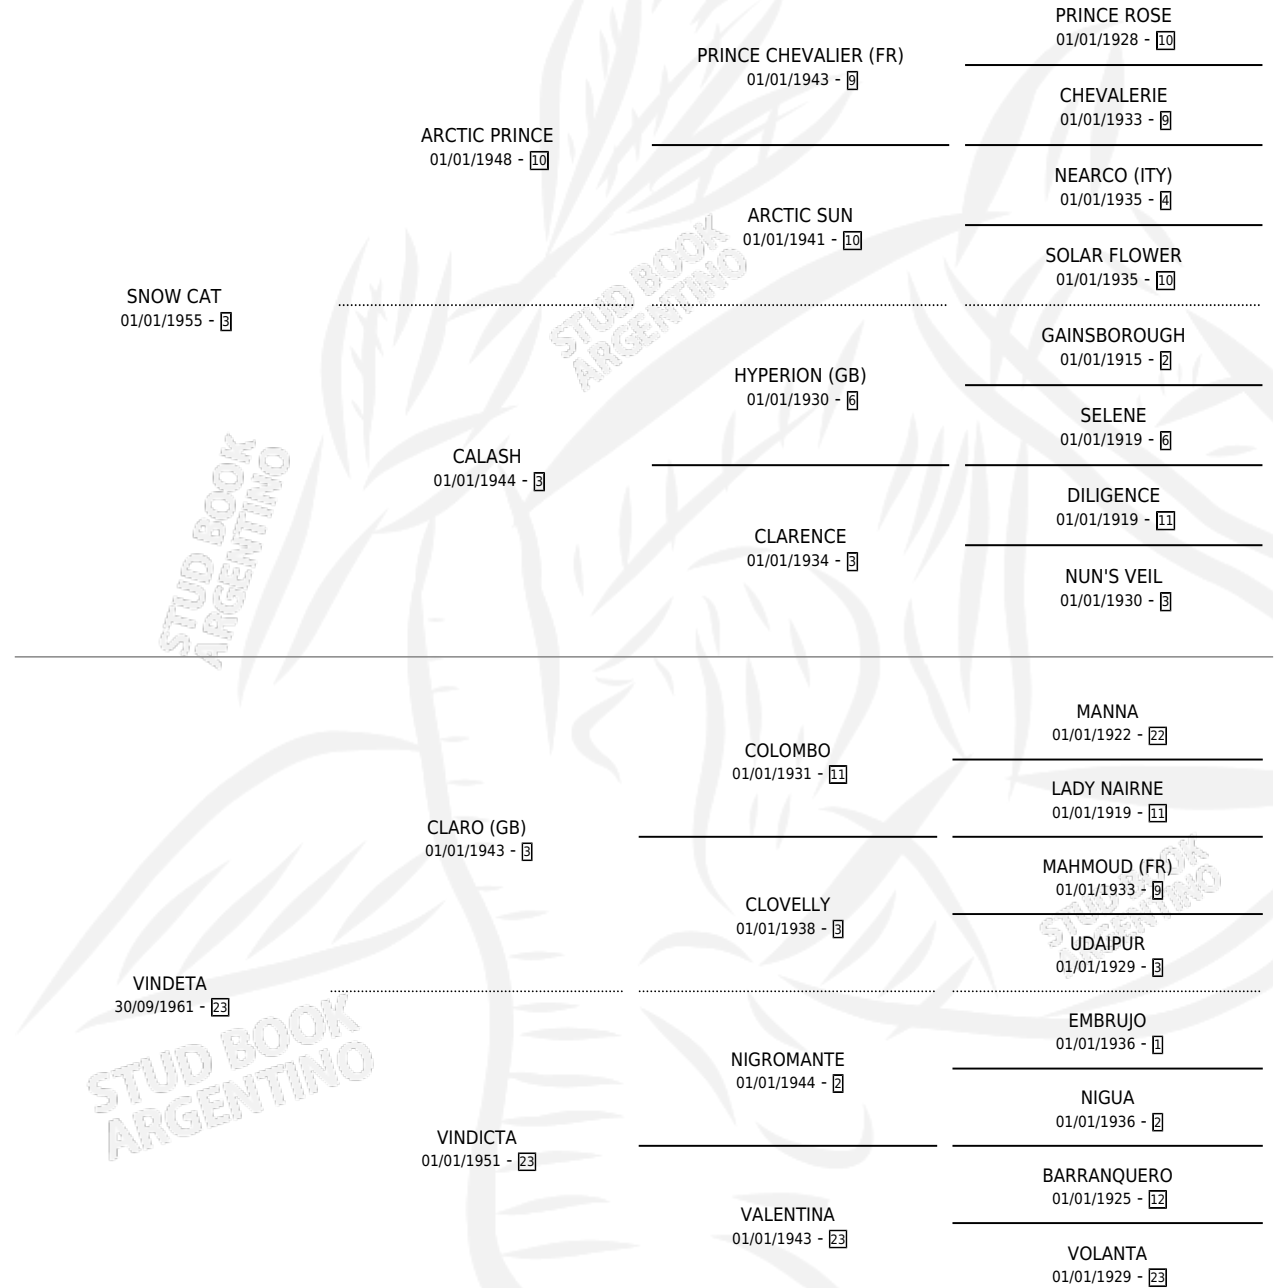 PRINCE ROSE
01/01/1928 - 10
PRINCE CHEVALIER (FR)
01/01/1943 - 9
CHEVALERIE
01/01/1933 - 9
ARCTIC PRINCE
01/01/1948 - 10
NEARCO (ITY)
01/01/1935 - 4
ARCTIC SUN
01/01/1941 - 10
SOLAR FLOWER
01/01/1935 - 10
SNOW CAT
01/01/1955 - 3
STUD BOOK
ARGENTINO
GAINSBOROUGH
01/01/1915 - 2
HYPERION (GB)
01/01/1930 - 6
SELENE
01/01/1919 - 6
CALASH
01/01/1944 - 3
DILIGENCE
01/01/1919 - 11
CLARENCE
01/01/1934 - 3
NUN'S VEIL
01/01/1930 - 3
STUD BOOK
ARGENTINO
MANNA
01/01/1922 - 22
COLOMBO
01/01/1931 - 11
LADY NAIRNE
01/01/1919 - 11
CLARO (GB)
01/01/1943 - 3
MAHMOUD (FR)
01/01/1933 - 9
CLOVELLY
01/01/1938 - 3
STUD BOOK
ARGENTINO
UDAIPUR
01/01/1929 - 3
VINDETA
30/09/1961 - 23
EMBRUJO
01/01/1936 - 1
STUD BOOK
ARGENTINO
NIGROMANTE
01/01/1944 - 2
NIGUA
01/01/1936 - 2
VINDICTA
01/01/1951 - 23
BARRANQUERO
01/01/1925 - 12
VALENTINA
01/01/1943 - 23
VOLANTA
01/01/1929 - 23